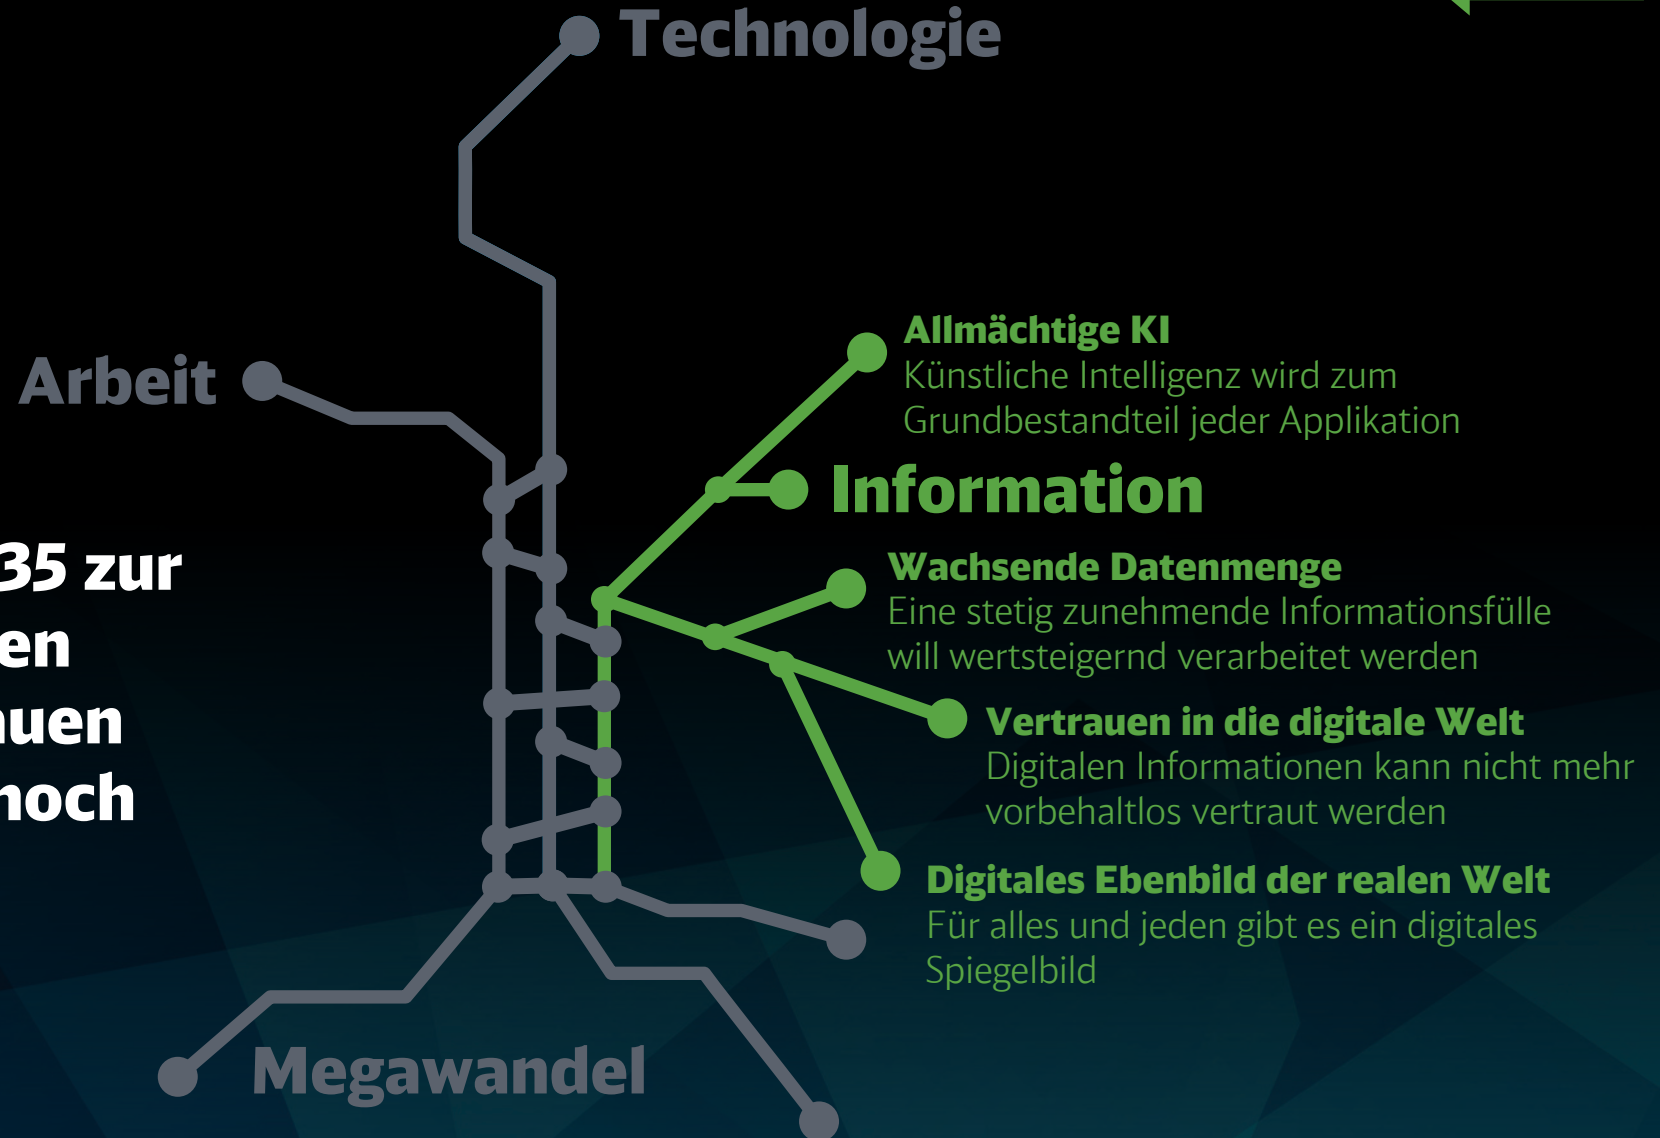 Technologie
Arbeit
35 zur
en
auen
noch
Allmächtige KI
Künstliche Intelligenz wird zum
Grundbestandteil jeder Applikation
Information
Wachsende Datenmenge
Eine stetig zunehmende Informationsfülle
will wertsteigernd verarbeitet werden
Vertrauen in die digitale Welt
Digitalen Informationen kann nicht mehr
vorbehaltlos vertraut werden
Digitales Ebenbild der realen Welt
Für alles und jeden gibt es ein digitales
Spiegelbild
Megawandel